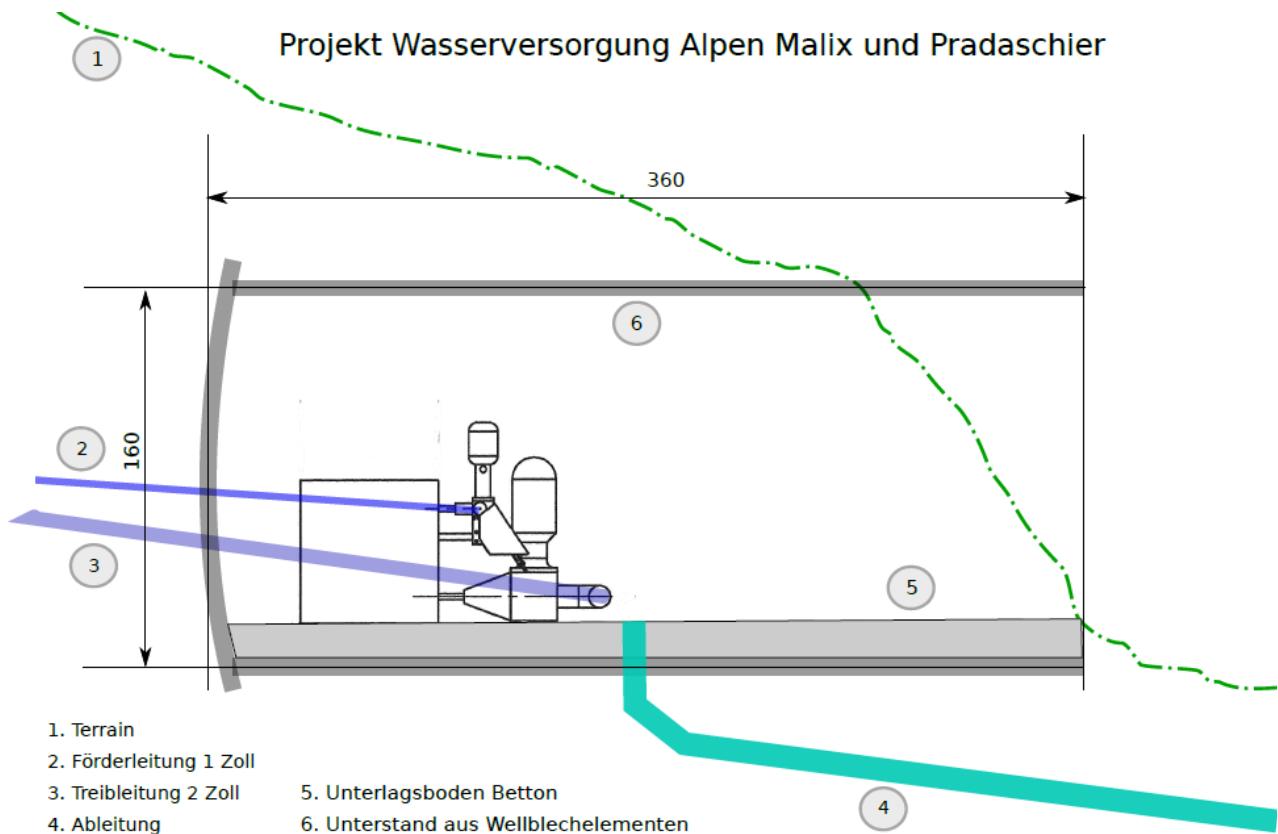 Projekt Wasserversorgung Alpen Malix und Pradaschier
1
360
6
2
160
3
5
4
1. Terrain
2. Förderleitung 1 Zoll
3. Treibleitung 2 Zoll
4. Ableitung
5. Unterlagsboden Betton
6. Unterstand aus Wellblechelementen